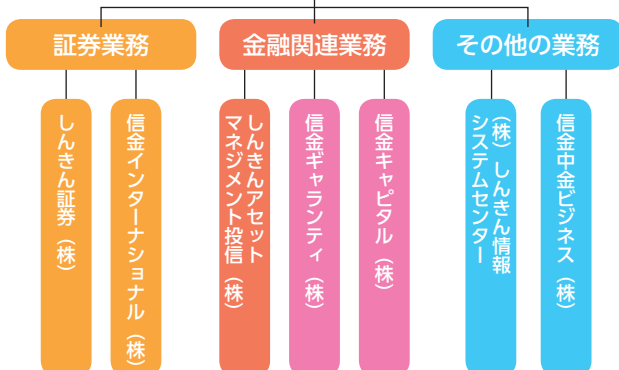 証券業務
金融関連業務
その他の業務
しんきん証券（株）
信金インターナショナル（株）
しんきんアセット
マネジメント投信（株）
信金ギャランティ（株）
信金キャピタル（株）
（株）しんきん情報
システムセンター
信金中金ビジネス（株）